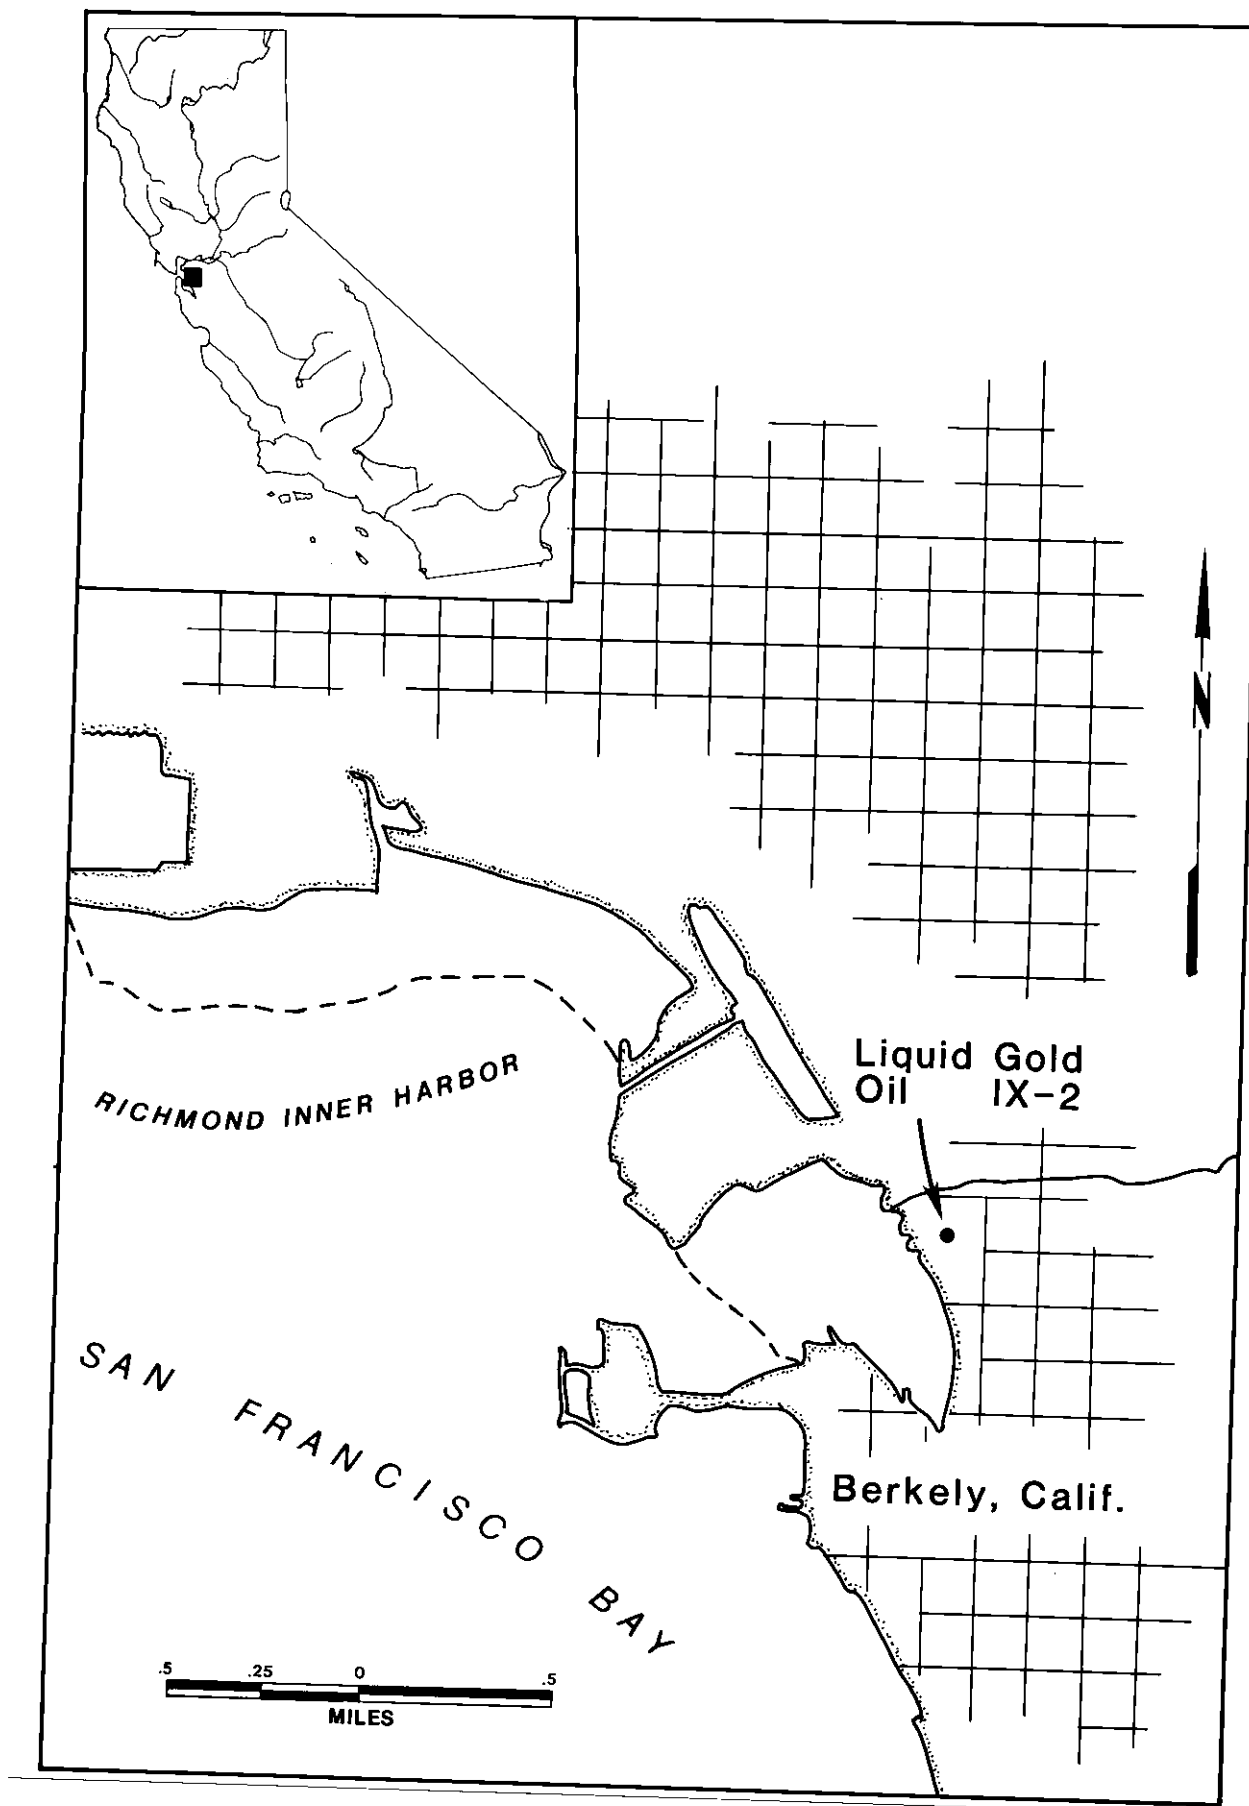 N
Liquid Gold
Oil IX-2
RICHMOND INNER HARBOR
SAN FRANCISCO BAY
Berkely, Calif.
.5 .25 0 .5
MILES